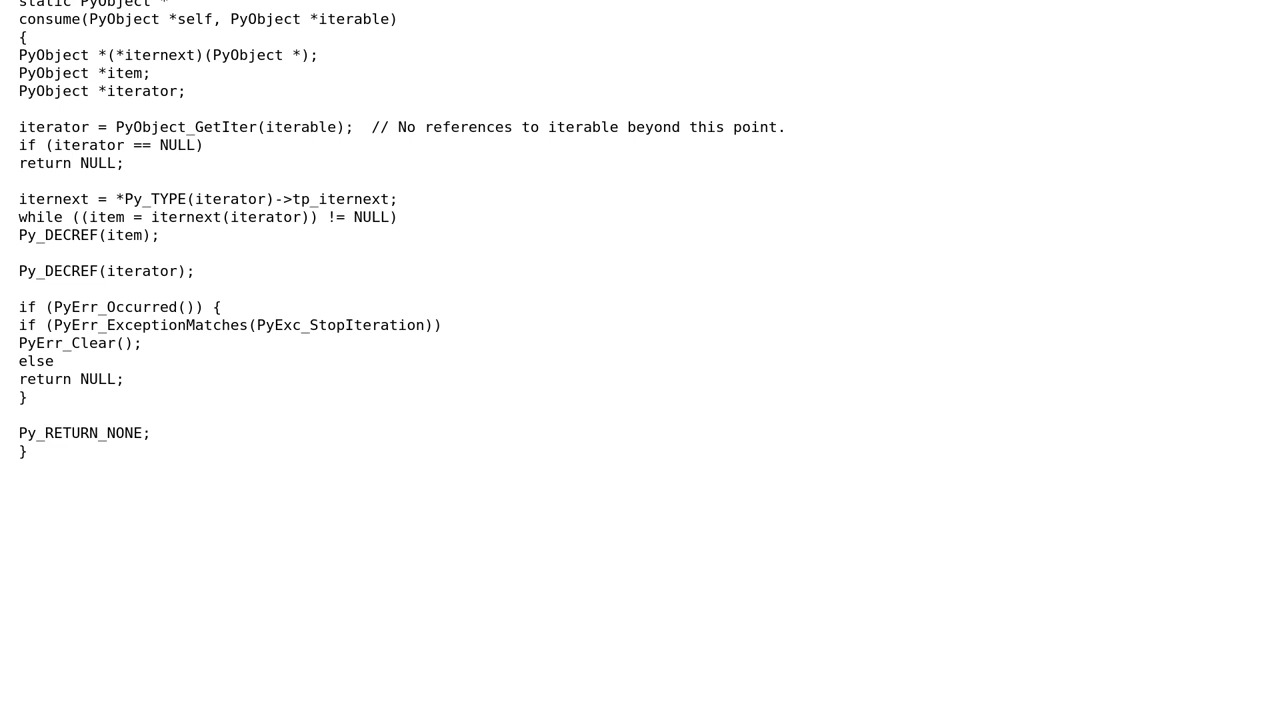 static PyObject *
consume(PyObject *self, PyObject *iterable)
{
PyObject *(*iternext)(PyObject *);
PyObject *item;
PyObject *iterator;

iterator = PyObject_GetIter(iterable);  // No references to iterable beyond this point.
if (iterator == NULL)
return NULL;

iternext = *Py_TYPE(iterator)->tp_iternext;
while ((item = iternext(iterator)) != NULL)
Py_DECREF(item);

Py_DECREF(iterator);

if (PyErr_Occurred()) {
if (PyErr_ExceptionMatches(PyExc_StopIteration))
PyErr_Clear();
else
return NULL;
}

Py_RETURN_NONE;
}